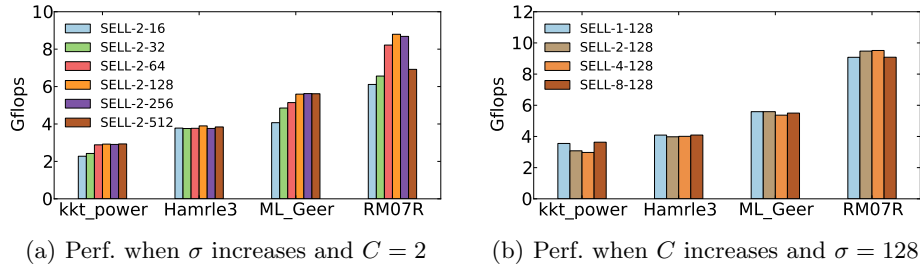 10
8
6
4
2
0
Gflops
SELL-2-16
SELL-2-32
SELL-2-64
SELL-2-128
SELL-2-256
SELL-2-512
kkt_power Hamrle3 ML_Geer RM07R
(a) Perf. when σ increases and C = 2
12
10
8
6
4
2
0
Gflops
SELL-1-128
SELL-2-128
SELL-4-128
SELL-8-128
kkt_power Hamrle3 ML_Geer RM07R
(b) Perf. when C increases and σ = 128